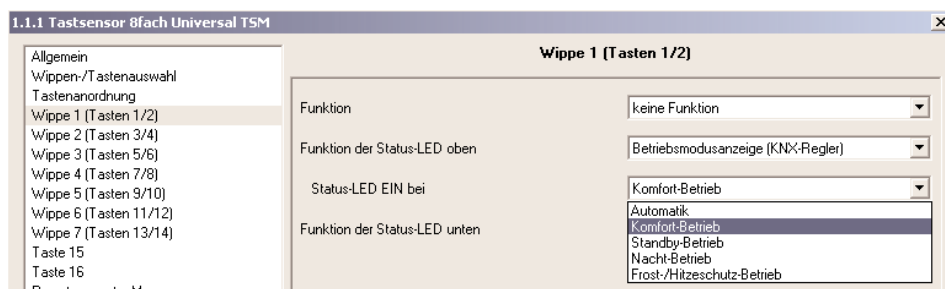 1.1.1 Tastsensor 8fach Universal TSM
Allgemein
Wippen-/Tastenauswahl
Tastenanordnung
Wippe 1 (Tasten 1/2)
Wippe 2 (Tasten 3/4)
Wippe 3 (Tasten 5/6)
Wippe 4 (Tasten 7/8)
Wippe 5 (Tasten 9/10)
Wippe 6 (Tasten 11/12)
Wippe 7 (Tasten 13/14)
Taste 15
Taste 16
Wippe 1 (Tasten 1/2)
Funktion
keine Funktion
Funktion der Status-LED oben
Betriebsmodusanzeige (KNX-Regler)
Status-LED EIN bei
Komfort-Betrieb
Automatik
Komfort-Betrieb
Standby-Betrieb
Nacht-Betrieb
Frost-/Hitzeschutz-Betrieb
Funktion der Status-LED unten